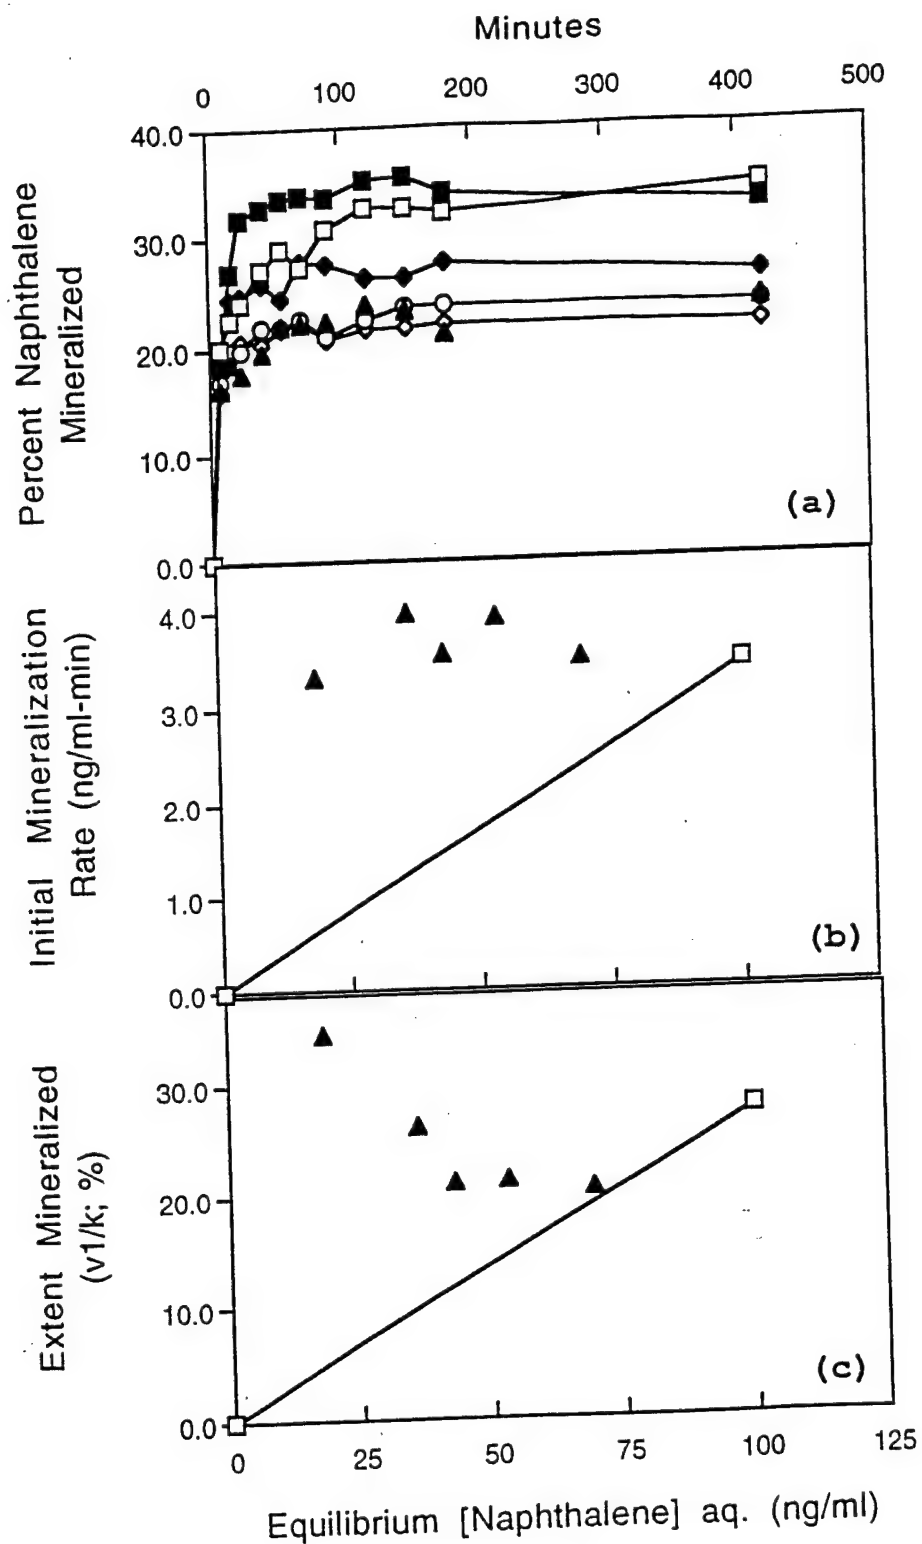 Minutes
0 100 200 300 400 500
40.0
30.0
20.0
10.0
0.0
Percent Naphthalene
Mineralized
(a)
4.0
3.0
2.0
1.0
0.0
Initial Mineralization
Rate (ng/ml-min)
(b)
30.0
20.0
10.0
0.0
Extent Mineralized
(v1/k; %)
(c)
0 25 50 75 100 125
Equilibrium [Naphthalene] aq. (ng/ml)